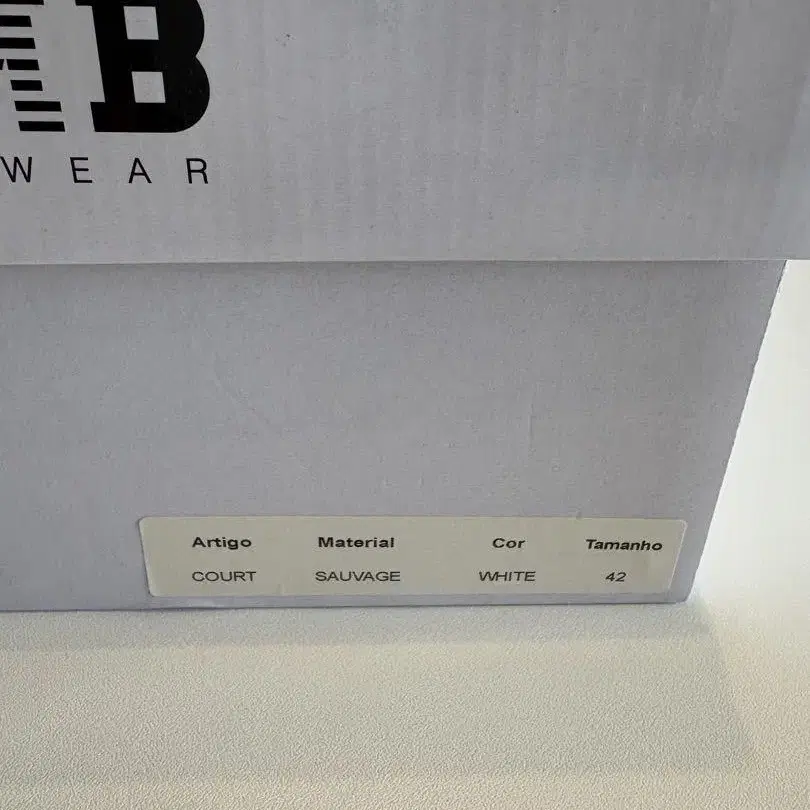 B
WEAR
Artigo Material Cor Tamanho
COURT SAUVAGE WHITE 42